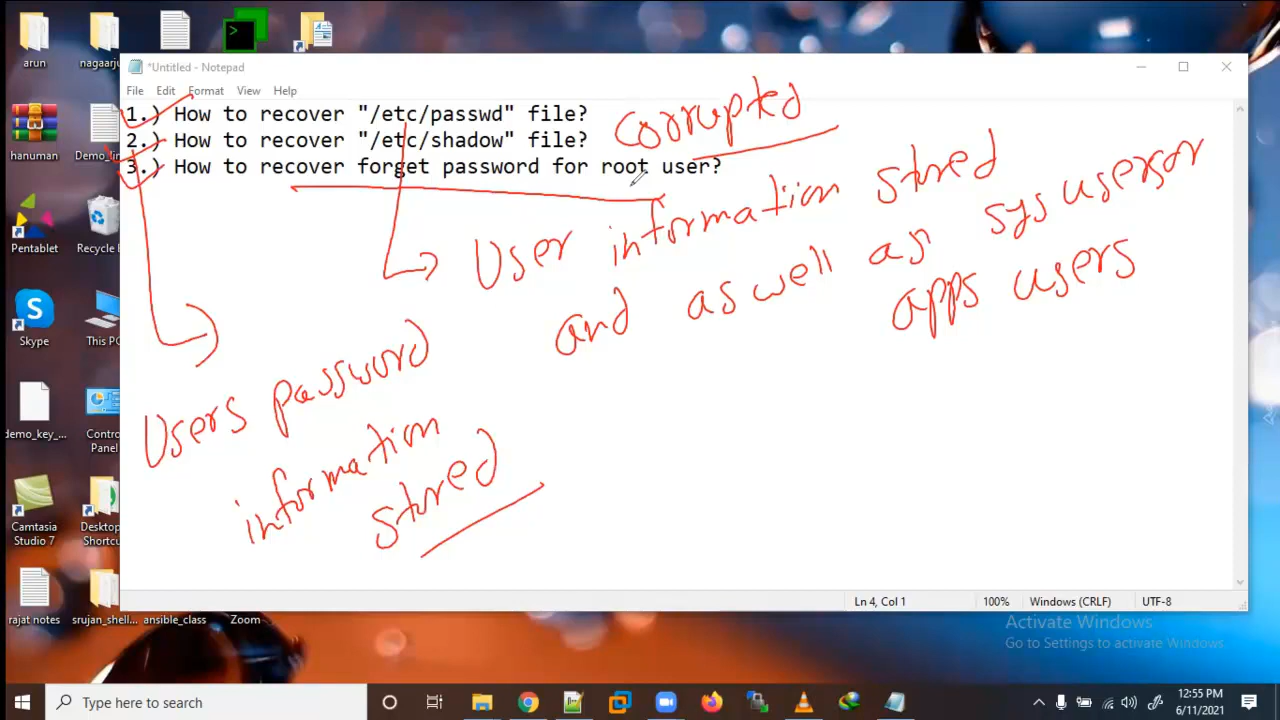 arun
nagaarju
*Untitled - Notepad
File Edit Format View Help
1.) How to recover "/etc/passwd" file?
2.) How to recover "/etc/shadow" file?
3.) How to recover forget password for root user?
corrupted
User information stured
and as well as sys users or
apps users
Users password
information
stured
hanuman
Demo_lin
Pentablet
Recycle B
Skype
This PC
demo_key_...
Control
Panel
Camtasia
Studio 7
Desktop
Shortcu
rajat notes
srujan_shell...
ansible_class
Zoom
Ln 4, Col 1 100% Windows (CRLF) UTF-8
Activate Windows
Go to Settings to activate Windows.
Type here to search
12:55 PM
6/11/2021